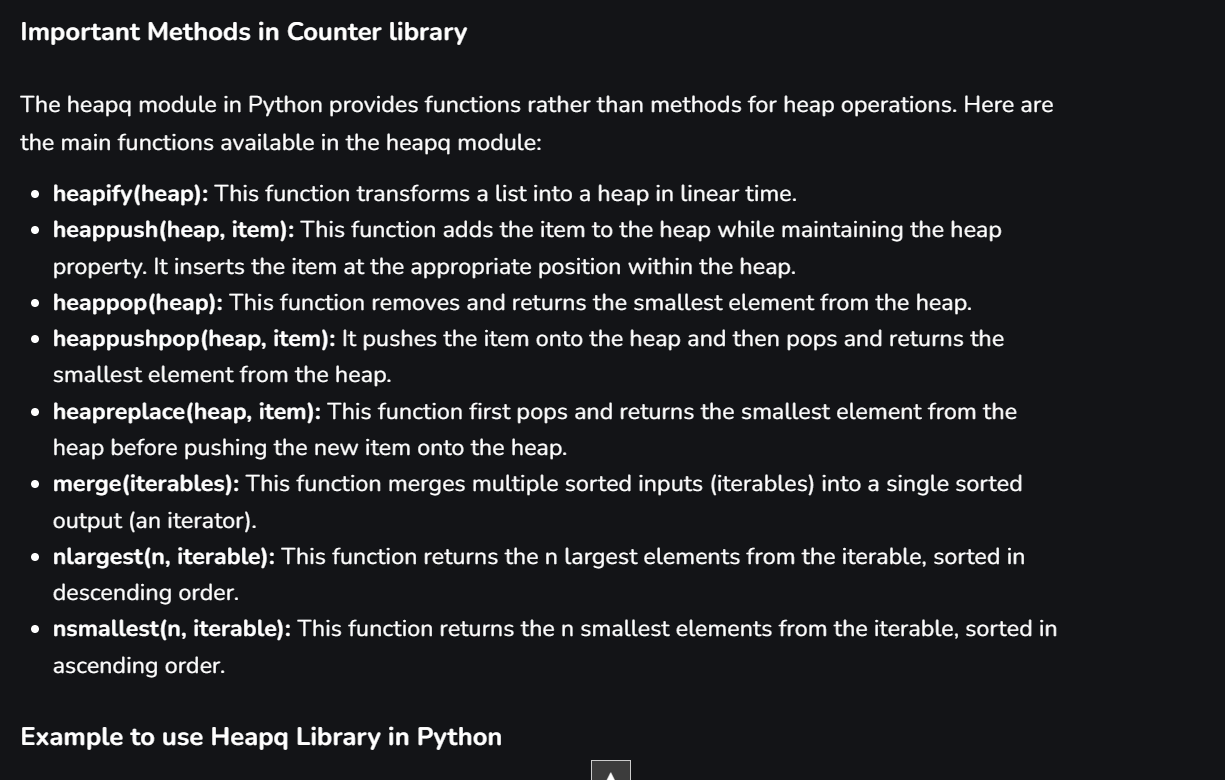 Important Methods in Counter library
The heapq module in Python provides functions rather than methods for heap operations. Here are
the main functions available in the heapq module:
• heapify(heap): This function transforms a list into a heap in linear time.
• heappush(heap, item): This function adds the item to the heap while maintaining the heap
property. It inserts the item at the appropriate position within the heap.
• heappop(heap): This function removes and returns the smallest element from the heap.
• heappushpop(heap, item): It pushes the item onto the heap and then pops and returns the
smallest element from the heap.
• heapreplace(heap, item): This function first pops and returns the smallest element from the
heap before pushing the new item onto the heap.
• merge(iterables): This function merges multiple sorted inputs (iterables) into a single sorted
output (an iterator).
• nlargest(n, iterable): This function returns the n largest elements from the iterable, sorted in
descending order.
• nsmallest(n, iterable): This function returns the n smallest elements from the iterable, sorted in
ascending order.
Example to use Heapq Library in Python